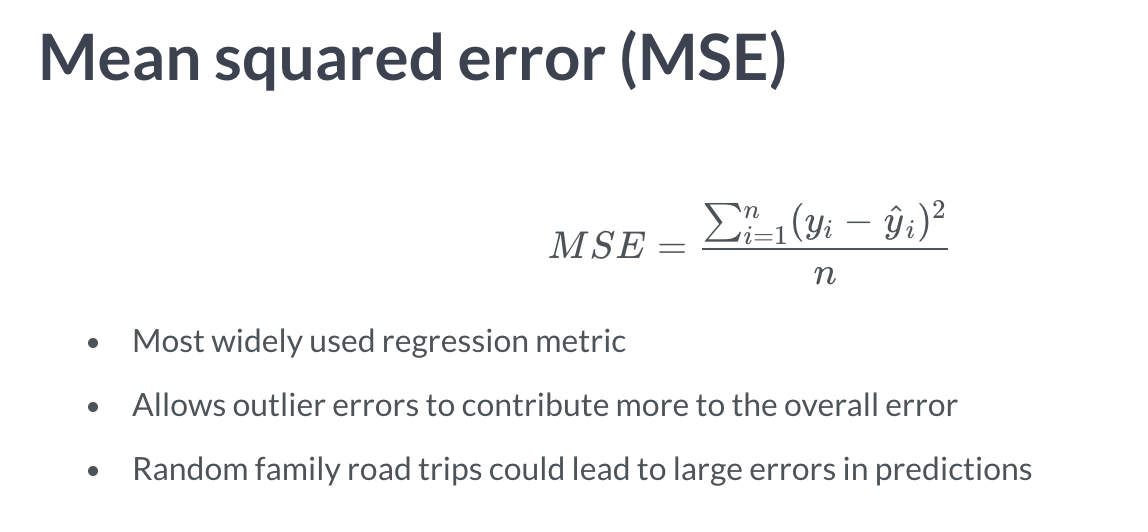 Mean squared error (MSE)
$MSE = \frac{\sum_{i=1}^{n}(y_i - \hat{y}_i)^2}{n}$
• Most widely used regression metric
• Allows outlier errors to contribute more to the overall error
• Random family road trips could lead to large errors in predictions